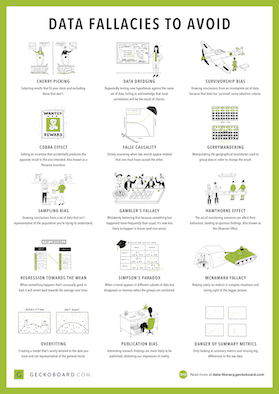 DATA FALLACIES TO AVOID
CHERRY PICKING
Selecting results that fit your claim and excluding
those that don't.
DATA DREDGING
Repeatedly testing new hypotheses against the same
set of data, failing to acknowledge that most
correlations will be the result of chance.
SURVIVORSHIP BIAS
Drawing conclusions from an incomplete set of data,
because that data has 'survived' some selection criteria.
WANTED
REWARD
COBRA EFFECT
Setting an incentive that accidentally produces the
opposite result to the one intended. Also known as a
Perverse Incentive.
FALSE CAUSALITY
Falsely assuming when two events appear related
that one must have caused the other.
GERRYMANDERING
Manipulating the geographical boundaries used to
group data in order to change the result.
SAMPLING BIAS
Drawing conclusions from a set of data that isn't
representative of the population you're trying to understand.
GAMBLER'S FALLACY
Mistakenly believing that because something has
happened more frequently than usual, it's now less
likely to happen in future (and vice versa).
HAWTHORNE EFFECT
The act of monitoring someone can affect their
behaviour, leading to spurious findings. Also known as
the Observer Effect.
REGRESSION TOWARDS THE MEAN
When something happens that's unusually good or
bad, it will revert back towards the average over time.
SIMPSON'S PARADOX
When a trend appears in different subsets of data but
disappears or reverses when the groups are combined.
MCNAMARA FALLACY
Relying solely on metrics in complex situations and
losing sight of the bigger picture.
OVERFITTING
Creating a model that's overly tailored to the data you
have and not representative of the general trend.
PUBLICATION BIAS
Interesting research findings are more likely to be
published, distorting our impression of reality.
DANGER OF SUMMARY METRICS
Only looking at summary metrics and missing big
differences in the raw data.
GECKOBOARD.COM
Read more at data-literacy.geckoboard.com